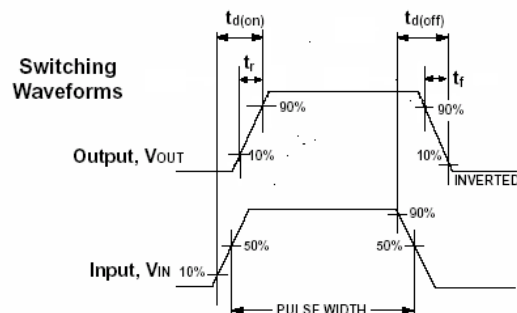 td(on)
td(off)
tr
tf
Switching
Waveforms
90%
90%
Output, VOUT
10%
10%
INVERTED
90%
50%
50%
Input, VIN
10%
PULSE WIDTH